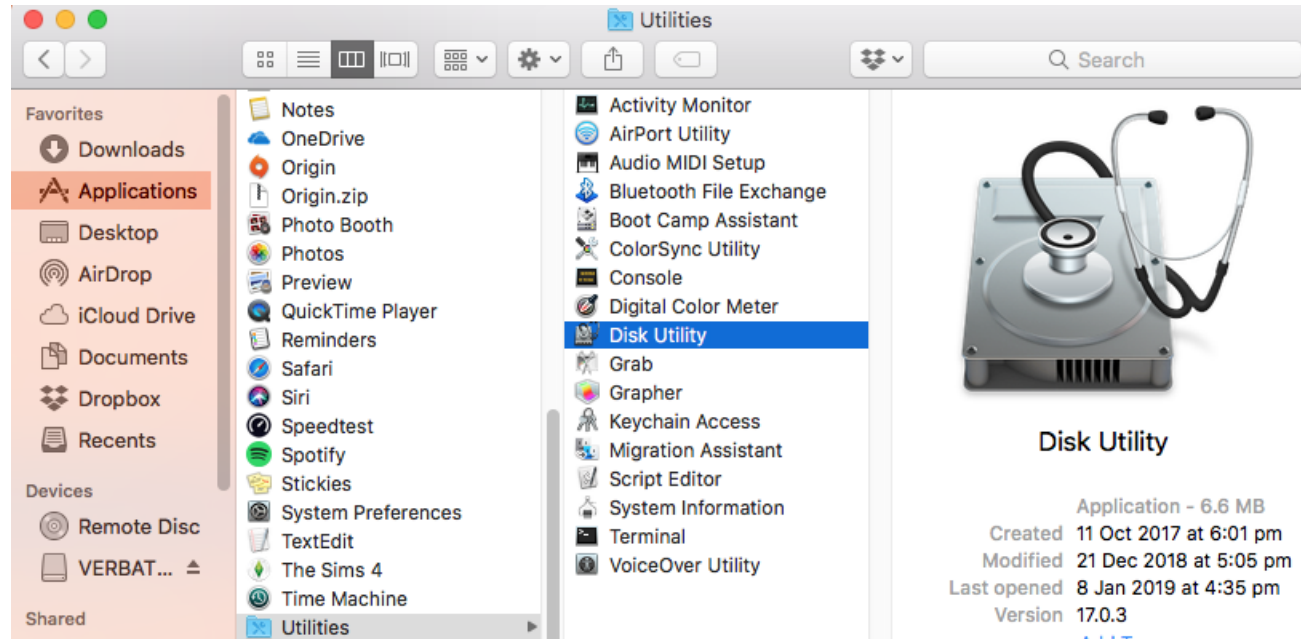 Utilities
Search
Favorites
Downloads
Applications
Desktop
AirDrop
iCloud Drive
Documents
Dropbox
Recents
Devices
Remote Disc
VERBAT...
Shared
Notes
OneDrive
Origin
Origin.zip
Photo Booth
Photos
Preview
QuickTime Player
Reminders
Safari
Siri
Speedtest
Spotify
Stickies
System Preferences
TextEdit
The Sims 4
Time Machine
Utilities
Activity Monitor
AirPort Utility
Audio MIDI Setup
Bluetooth File Exchange
Boot Camp Assistant
ColorSync Utility
Console
Digital Color Meter
Disk Utility
Grab
Grapher
Keychain Access
Migration Assistant
Script Editor
System Information
Terminal
VoiceOver Utility
Disk Utility
Application - 6.6 MB
Created 11 Oct 2017 at 6:01 pm
Modified 21 Dec 2018 at 5:05 pm
Last opened 8 Jan 2019 at 4:35 pm
Version 17.0.3